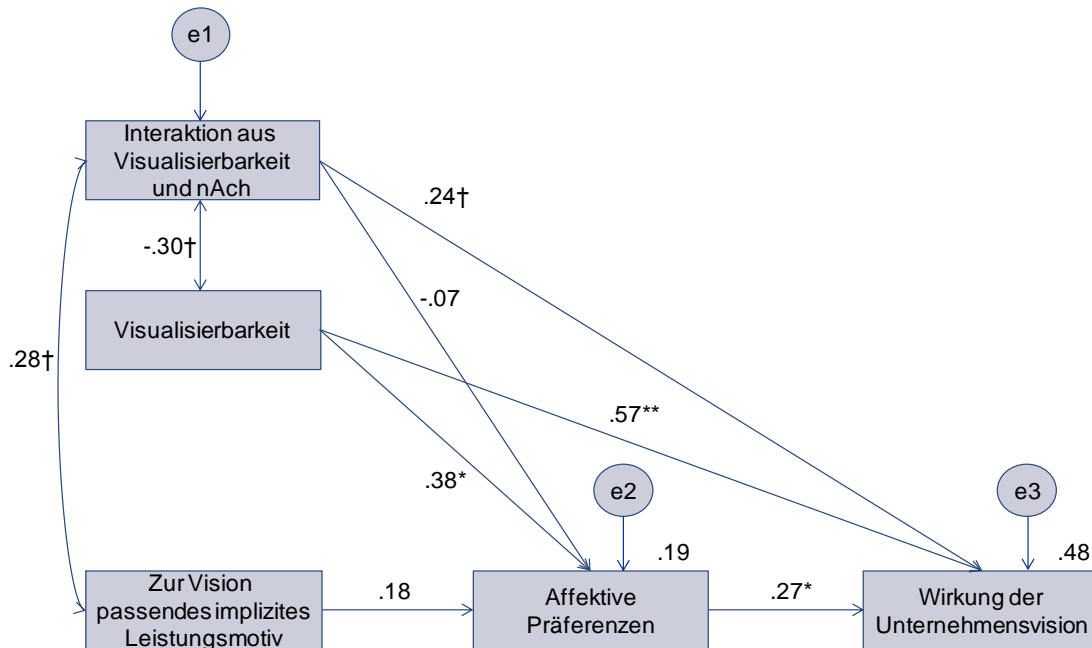 e1
Interaktion aus
Visualisierbarkeit
und nAch
.24†
-.30†
-.07
Visualisierbarkeit
.28†
.57**
.38*
e2
e3
.19
.48
Zur Vision
passendes implizites
Leistungsmotiv
.18
Affektive
Präferenzen
.27*
Wirkung der
Unternehmensvision